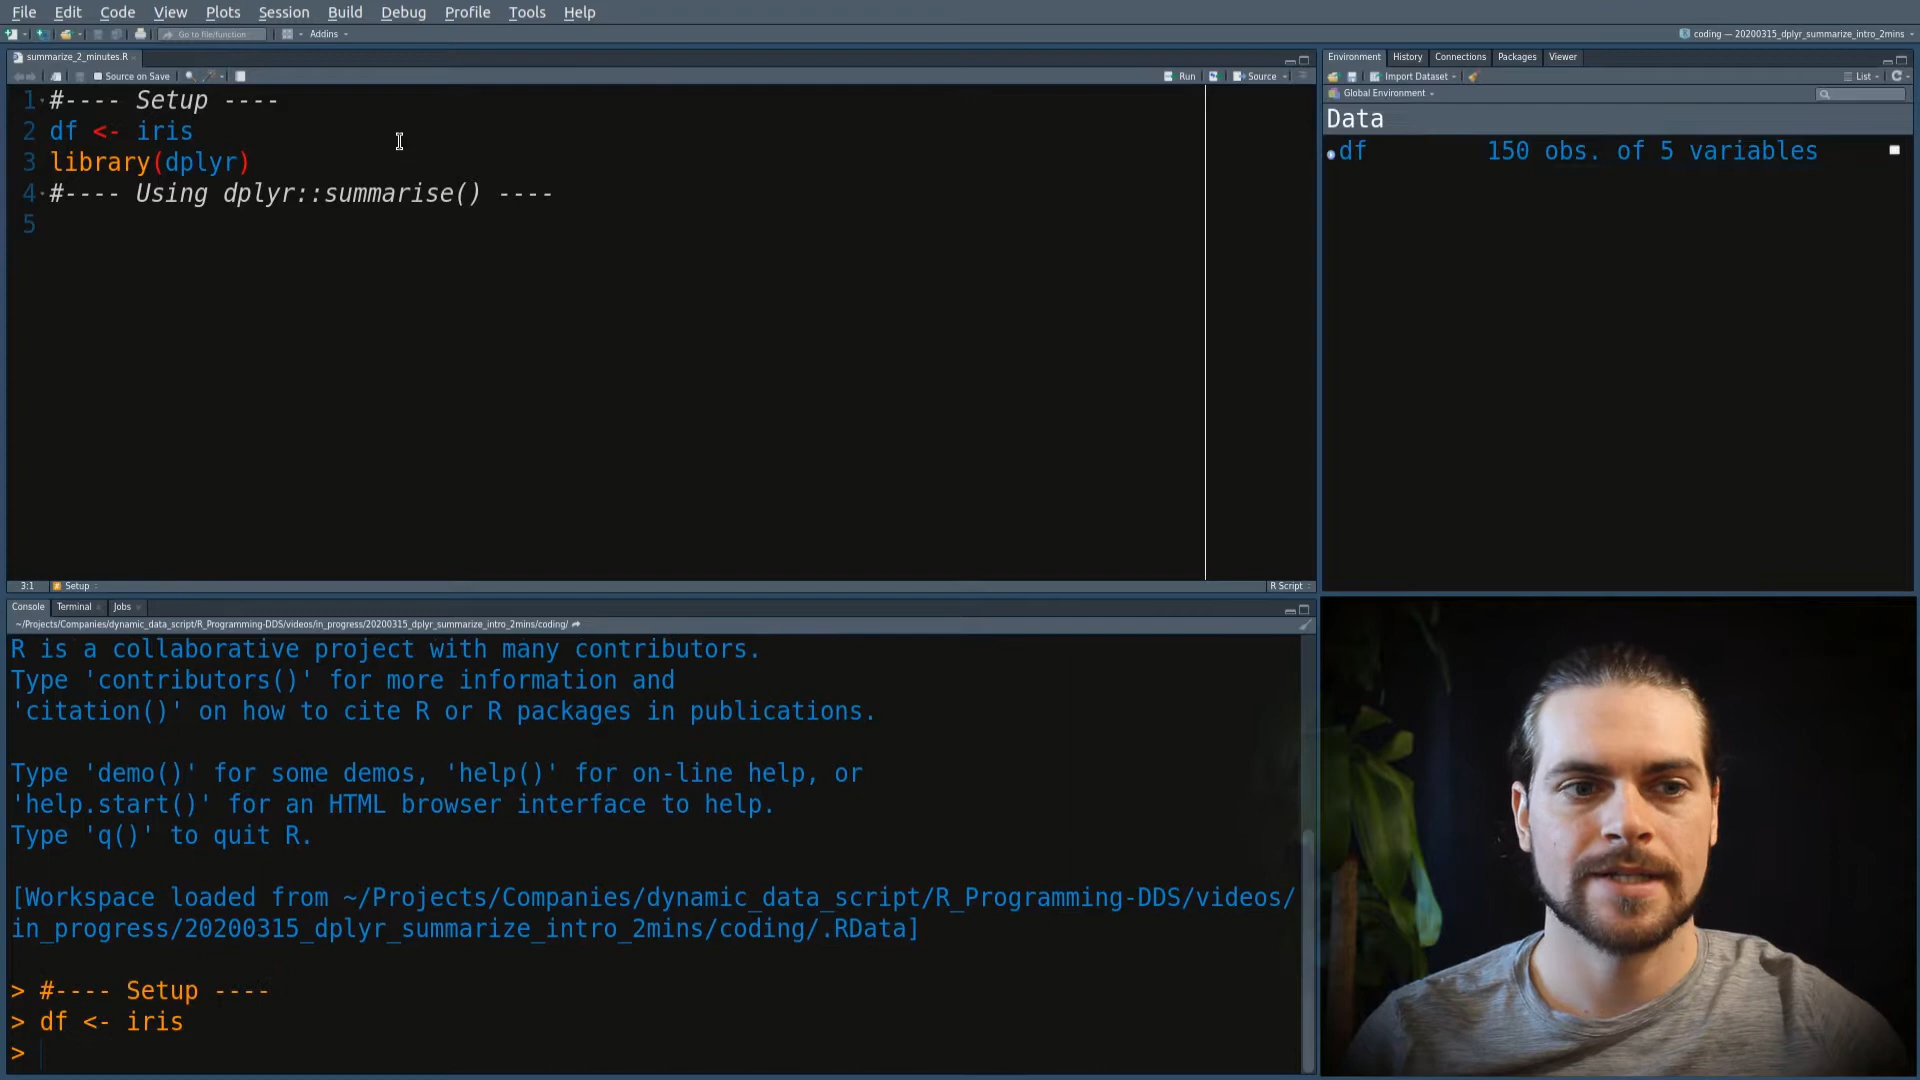 File Edit Code View Plots Session Build Debug Profile Tools Help
Go to file/function Addins
coding — 20200315_dplyr_summarize_intro_2mins
summarize_2_minutes.R
Source on Save Run Source
1 #---- Setup ----
2 df <- iris
3 library(dplyr)
4 #---- Using dplyr::summarise() ----
5
3:1 Setup R Script
Environment History Connections Packages Viewer
Import Dataset List
Global Environment
Data
df 150 obs. of 5 variables
Console Terminal Jobs
~/Projects/Companies/dynamic_data_script/R_Programming-DDS/videos/in_progress/20200315_dplyr_summarize_intro_2mins/coding/
R is a collaborative project with many contributors.
Type 'contributors()' for more information and
'citation()' on how to cite R or R packages in publications.
Type 'demo()' for some demos, 'help()' for on-line help, or
'help.start()' for an HTML browser interface to help.
Type 'q()' to quit R.
[Workspace loaded from ~/Projects/Companies/dynamic_data_script/R_Programming-DDS/videos/
in_progress/20200315_dplyr_summarize_intro_2mins/coding/.RData]
> #---- Setup ----
> df <- iris
>